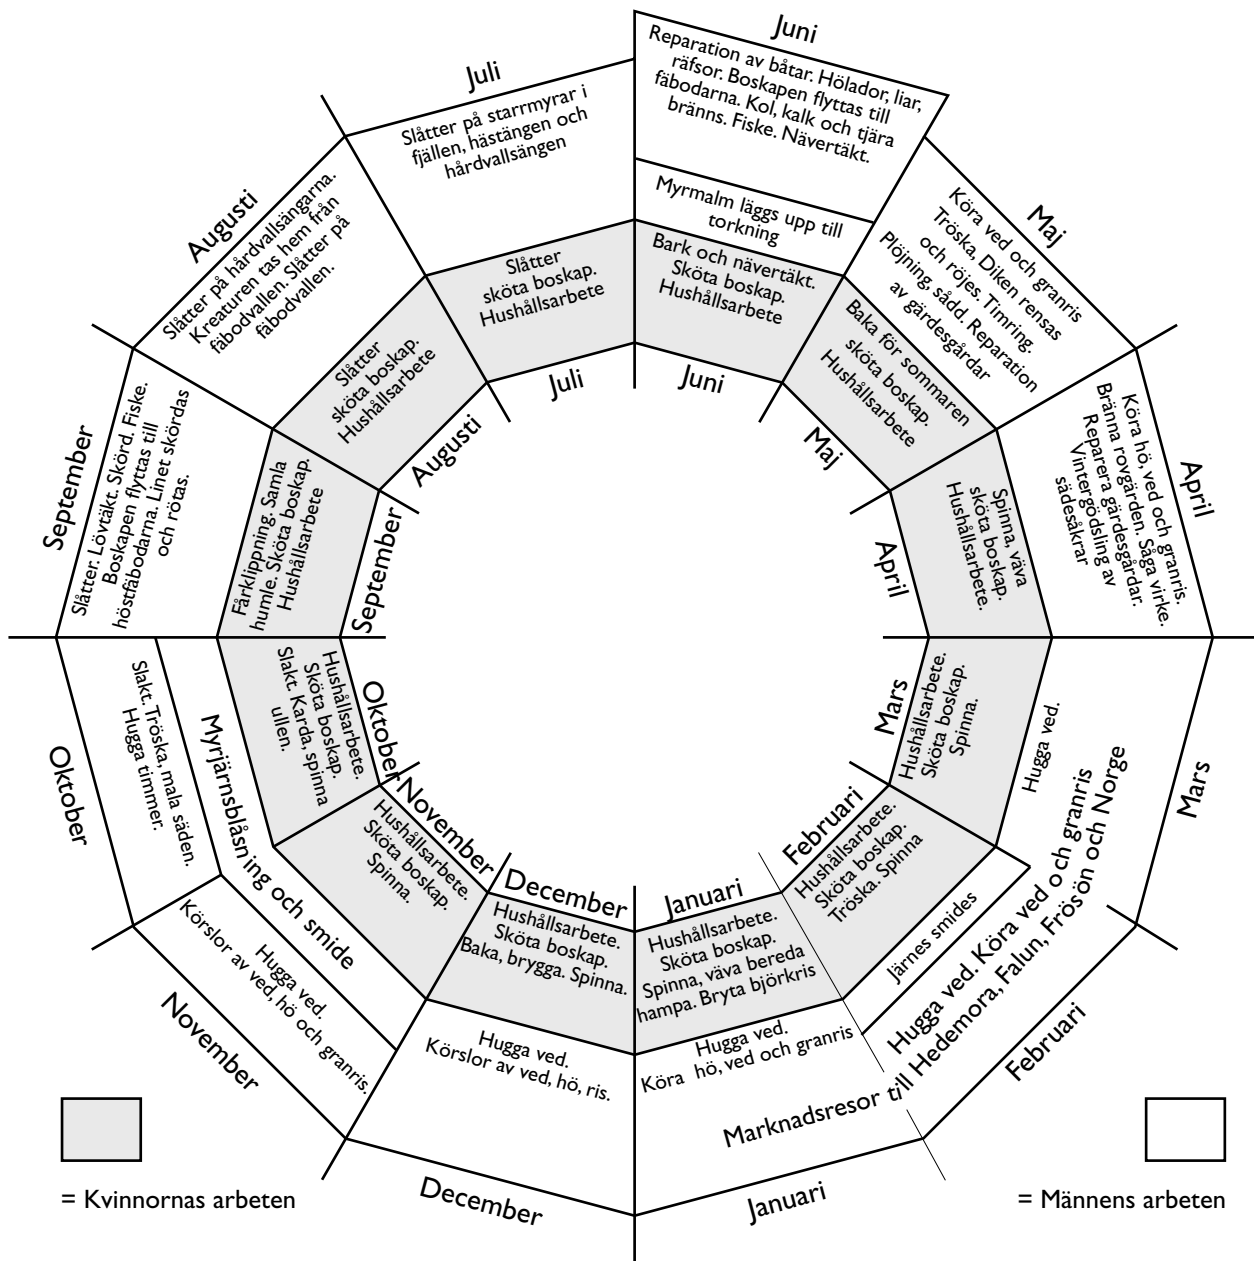 Juni
Reparation av båtar. Hölador, liar,
räfsor. Boskapen flyttas till
fäbodarna. Kol, kalk och tjära
bränns. Fiske. Nävertäkt.
Myrmalm läggs upp till
torkning
Bark och nävertäkt.
Sköta boskap.
Hushållsarbete
Juni
Maj
Köra ved och granris
Tröska, Diken rensas
och röjes. Timring.
Plöjning, sådd. Reparation
av gärdesgårdar
Baka för sommaren
sköta boskap.
Hushållsarbete
Maj
April
Köra hö, ved och granris.
Bränna rovgärden. Såga virke.
Reparera gärdesgårdar.
Vintergödsling av
sädesåkrar
Spinna, väva
sköta boskap.
Hushållsarbete.
April
Mars
Hugga ved.
Hushållsarbete.
Sköta boskap.
Spinna.
Mars
Februari
Hugga ved. Köra ved och granris
Marknadsresor till Hedemora, Falun, Frösön och Norge
Järnes smides
Hushållsarbete.
Sköta boskap.
Tröska. Spinna
Februari
Januari
Hushållsarbete.
Sköta boskap.
Spinna, väva bereda
hampa. Bryta björkris
Hugga ved.
Köra hö, ved och granris
Januari
December
Hushållsarbete.
Sköta boskap.
Baka, brygga. Spinna.
Hugga ved.
Körslor av ved, hö, ris.
December
November
Hushållsarbete.
Sköta boskap.
Spinna.
Myrjärnsblåsning och smide
Hugga ved.
Körslor av ved, hö och granris.
November
Oktober
Hushållsarbete.
Sköta boskap.
Slakt. Karda, spinna
ullen.
Slakt. Tröska, mala säden.
Hugga timmer.
Oktober
September
Slåtter. Lövtäkt. Skörd. Fiske.
Boskapen flyttas till
höstfäbodarna. Linet skördas
och rötas.
Fårklippning. Samla
humle. Sköta boskap.
Hushållsarbete
September
Augusti
Slåtter på hårdvallsängarna.
Kreaturen tas hem från
fäbodvallen. Slåtter på
fäbodvallen.
Slåtter
sköta boskap.
Hushållsarbete
Augusti
Juli
Slåtter på starrmyrar i
fjällen, hästängen och
hårdvallsängen
Slåtter
sköta boskap.
Hushållsarbete
Juli
= Kvinnornas arbeten
= Männens arbeten